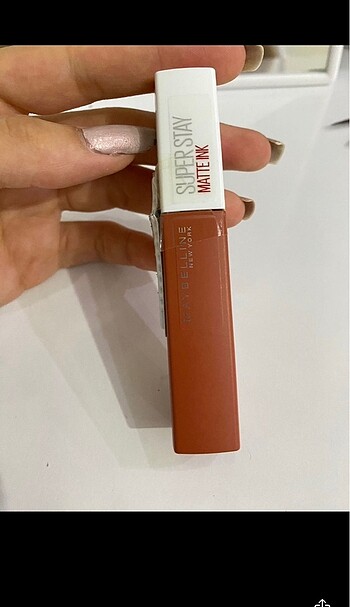 SUPER STAY
MATTE INK
MAYBELLINE
NEW YORK